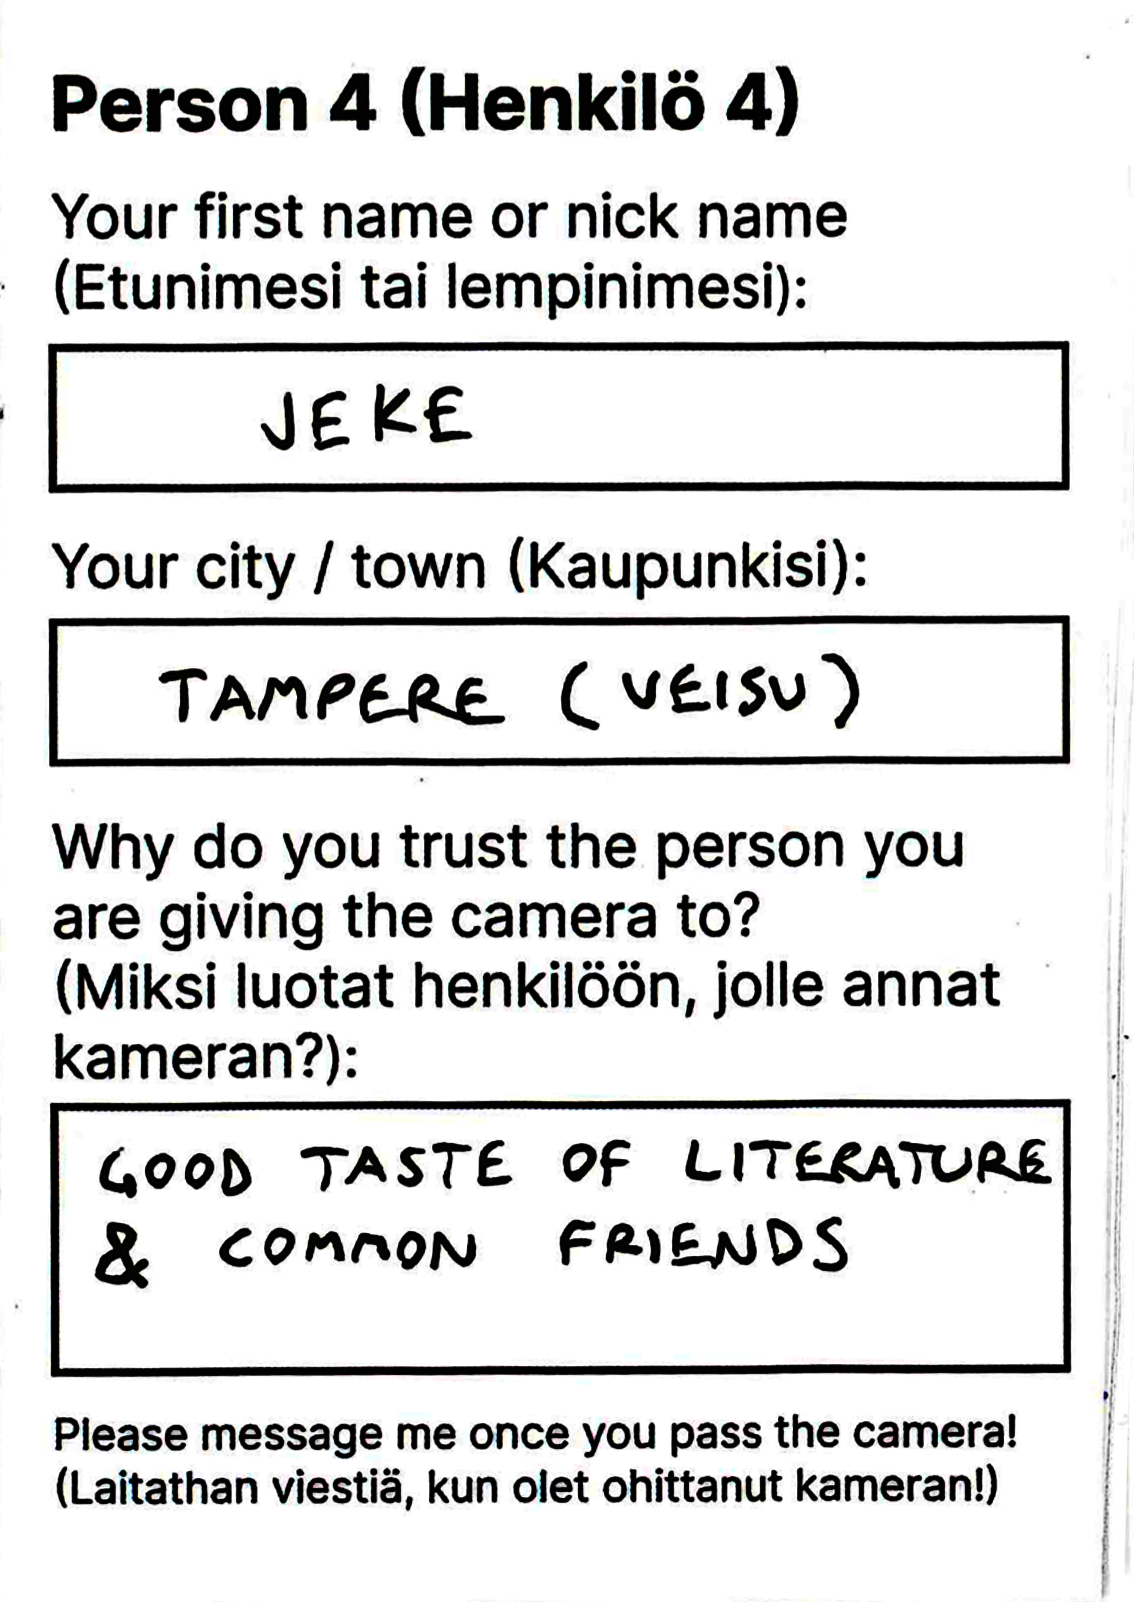 Person 4 (Henkilö 4)
Your first name or nick name
(Etunimesi tai lempinimesi):
JEKE
Your city / town (Kaupunkisi):
TAMPERE (VEISU)
Why do you trust the person you
are giving the camera to?
(Miksi luotat henkilöön, jolle annat
kameran?):
GOOD TASTE OF LITERATURE
& COMMON FRIENDS
Please message me once you pass the camera!
(Laitathan viestiä, kun olet ohittanut kameran!)